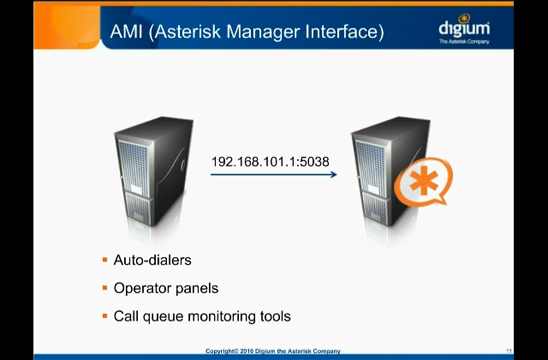 AMI (Asterisk Manager Interface)
digium
The Asterisk Company
192.168.101.1:5038
Auto-dialers
Operator panels
Call queue monitoring tools
Copyright© 2010 Digium the Asterisk Company
11